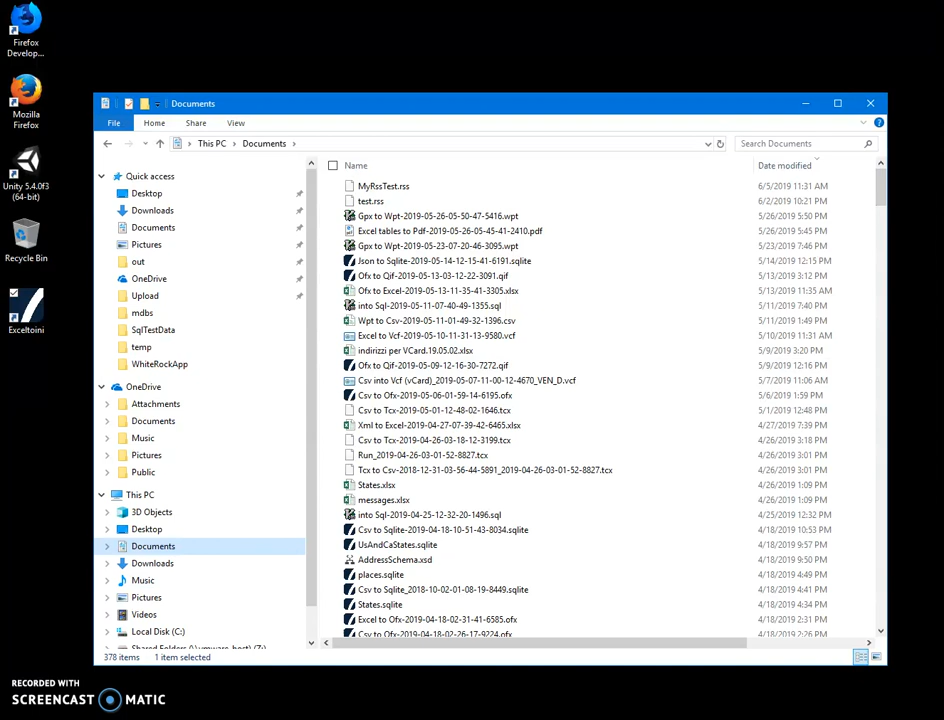 Firefox
Develop...
Mozilla
Firefox
Unity 5.4.0f3
(64-bit)
Recycle Bin
Exceltoini
Documents
File Home Share View
This PC Documents
Search Documents
Quick access
Desktop
Downloads
Documents
Pictures
out
OneDrive
Upload
mdbs
SqlTestData
temp
WhiteRockApp
OneDrive
Attachments
Documents
Music
Pictures
Public
This PC
3D Objects
Desktop
Documents
Downloads
Music
Pictures
Videos
Local Disk (C:)
Name Date modified
MyRssTest.rss 6/5/2019 11:31 AM
test.rss 6/2/2019 10:21 PM
Gpx to Wpt-2019-05-26-05-50-47-5416.wpt 5/26/2019 5:50 PM
Excel tables to Pdf-2019-05-26-05-45-41-2410.pdf 5/26/2019 5:45 PM
Gpx to Wpt-2019-05-23-07-20-46-3095.wpt 5/23/2019 7:46 PM
Json to Sqlite-2019-05-14-12-15-41-6191.sqlite 5/14/2019 12:15 PM
Ofx to Qif-2019-05-13-03-12-22-3091.qif 5/13/2019 3:12 PM
Ofx to Excel-2019-05-13-11-35-41-3305.xlsx 5/13/2019 11:35 AM
into Sql-2019-05-11-07-40-49-1355.sql 5/11/2019 7:40 PM
Wpt to Csv-2019-05-11-01-49-32-1396.csv 5/11/2019 1:49 PM
Excel to Vcf-2019-05-10-11-31-13-9580.vcf 5/10/2019 11:31 AM
indirizzi per VCard.19.05.02.xlsx 5/9/2019 3:20 PM
Ofx to Qif-2019-05-09-12-16-30-7272.qif 5/9/2019 12:16 PM
Csv into Vcf (vCard)_2019-05-07-11-00-12-4670_VEN_D.vcf 5/7/2019 11:06 AM
Csv to Ofx-2019-05-06-01-59-14-6195.ofx 5/6/2019 1:59 PM
Csv to Tcx-2019-05-01-12-48-02-1646.tcx 5/1/2019 12:48 PM
Xml to Excel-2019-04-27-07-39-42-6465.xlsx 4/27/2019 7:39 PM
Csv to Tcx-2019-04-26-03-18-12-3199.tcx 4/26/2019 3:18 PM
Run_2019-04-26-03-01-52-8827.tcx 4/26/2019 3:01 PM
Tcx to Csv-2018-12-31-03-56-44-5891_2019-04-26-03-01-52-8827.tcx 4/26/2019 3:01 PM
States.xlsx 4/26/2019 1:09 PM
messages.xlsx 4/26/2019 1:09 PM
into Sql-2019-04-25-12-32-20-1496.sql 4/25/2019 12:32 PM
Csv to Sqlite-2019-04-18-10-51-43-8034.sqlite 4/18/2019 10:53 PM
UsAndCaStates.sqlite 4/18/2019 9:57 PM
AddressSchema.xsd 4/18/2019 9:50 PM
places.sqlite 4/18/2019 4:49 PM
Csv to Sqlite_2018-10-02-01-08-19-8449.sqlite 4/18/2019 4:41 PM
States.sqlite 4/18/2019 4:34 PM
Excel to Ofx-2019-04-18-02-31-41-6585.ofx 4/18/2019 2:31 PM
Csv to Ofx-2019-04-18-02-26-17-9224.ofx 4/18/2019 2:26 PM
378 items 1 item selected
RECORDED WITH
SCREENCAST MATIC